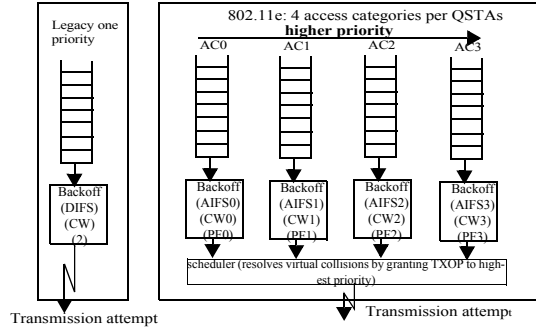 Legacy one
priority
Backoff
(DIFS)
(CW)
(2)
Transmission attempt
802.11e: 4 access categories per QSTAs
higher priority
AC0 AC1 AC2 AC3
Backoff Backoff Backoff Backoff
(AIFS0) (AIFS1) (AIFS2) (AIFS3)
(CW0) (CW1) (CW2) (CW3)
(PF0) (PF1) (PF2) (PF3)
scheduler (resolves virtual collisions by granting TXOP to high-
est priority)
Transmission attempt